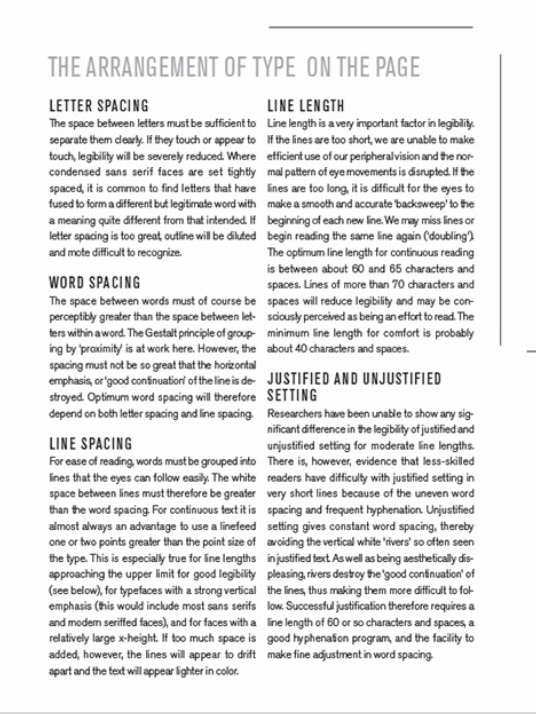 THE ARRANGEMENT OF TYPE ON THE PAGE
LETTER SPACING
The space between letters must be sufficient to
separate them clearly. If they touch or appear to
touch, legibility will be severely reduced. Where
condensed sans serif faces are set tightly
spaced, it is common to find letters that have
fused to form a different but legitimate word with
a meaning quite different from that intended. If
letter spacing is too great, outline will be diluted
and mote difficult to recognize.
WORD SPACING
The space between words must of course be
perceptibly greater than the space between let-
ters within a word. The Gestalt principle of group-
ing by 'proximity' is at work here. However, the
spacing must not be so great that the horizontal
emphasis, or 'good continuation' of the line is de-
stroyed. Optimum word spacing will therefore
depend on both letter spacing and line spacing.
LINE SPACING
For ease of reading, words must be grouped into
lines that the eyes can follow easily. The white
space between lines must therefore be greater
than the word spacing. For continuous text it is
almost always an advantage to use a linefeed
one or two points greater than the point size of
the type. This is especially true for line lengths
approaching the upper limit for good legibility
(see below), for typefaces with a strong vertical
emphasis (this would include most sans serifs
and modern seriffed faces), and for faces with a
relatively large x-height. If too much space is
added, however, the lines will appear to drift
apart and the text will appear lighter in color.
LINE LENGTH
Line length is a very important factor in legibility.
If the lines are too short, we are unable to make
efficient use of our peripheral vision and the nor-
mal pattern of eye movements is disrupted. If the
lines are too long, it is difficult for the eyes to
make a smooth and accurate 'backsweep' to the
beginning of each new line. We may miss lines or
begin reading the same line again ('doubling').
The optimum line length for continuous reading
is between about 60 and 65 characters and
spaces. Lines of more than 70 characters and
spaces will reduce legibility and may be con-
sciously perceived as being an effort to read. The
minimum line length for comfort is probably
about 40 characters and spaces.
JUSTIFIED AND UNJUSTIFIED
SETTING
Researchers have been unable to show any sig-
nificant difference in the legibility of justified and
unjustified setting for moderate line lengths.
There is, however, evidence that less-skilled
readers have difficulty with justified setting in
very short lines because of the uneven word
spacing and frequent hyphenation. Unjustified
setting gives constant word spacing, thereby
avoiding the vertical white 'rivers' so often seen
in justified text. As well as being aesthetically dis-
pleasing, rivers destroy the 'good continuation' of
the lines, thus making them more difficult to fol-
low. Successful justification therefore requires a
line length of 60 or so characters and spaces, a
good hyphenation program, and the facility to
make fine adjustment in word spacing.